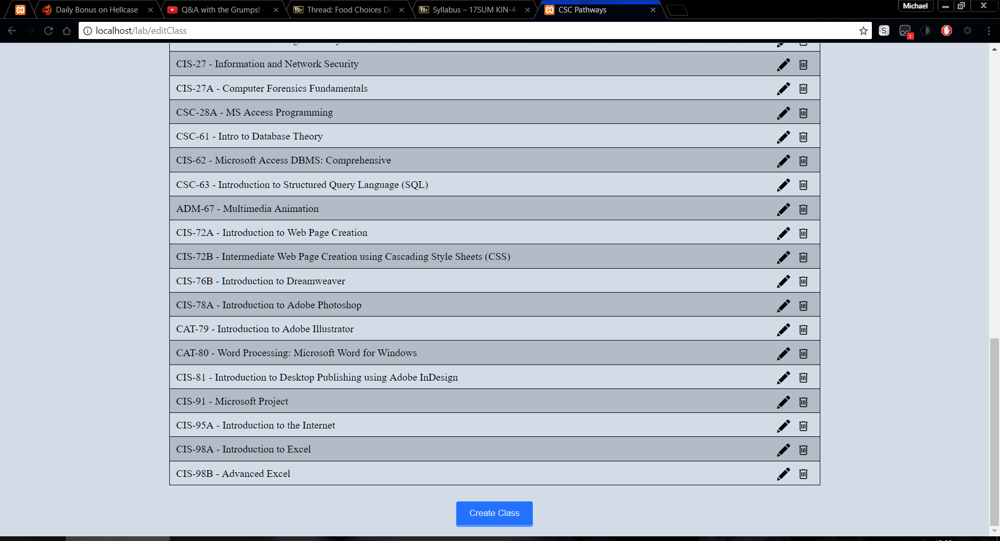 Daily Bonus on Hellcase
Q&A with the Grumps! -
Bb Thread: Food Choices Di
Bb Syllabus – 17SUM KIN-4-
CSC Pathways
Michael
localhost/lab/editClass
S
1
CIS-27 - Information and Network Security
CIS-27A - Computer Forensics Fundamentals
CSC-28A - MS Access Programming
CSC-61 - Intro to Database Theory
CIS-62 - Microsoft Access DBMS: Comprehensive
CSC-63 - Introduction to Structured Query Language (SQL)
ADM-67 - Multimedia Animation
CIS-72A - Introduction to Web Page Creation
CIS-72B - Intermediate Web Page Creation using Cascading Style Sheets (CSS)
CIS-76B - Introduction to Dreamweaver
CIS-78A - Introduction to Adobe Photoshop
CAT-79 - Introduction to Adobe Illustrator
CAT-80 - Word Processing: Microsoft Word for Windows
CIS-81 - Introduction to Desktop Publishing using Adobe InDesign
CIS-91 - Microsoft Project
CIS-95A - Introduction to the Internet
CIS-98A - Introduction to Excel
CIS-98B - Advanced Excel
Create Class